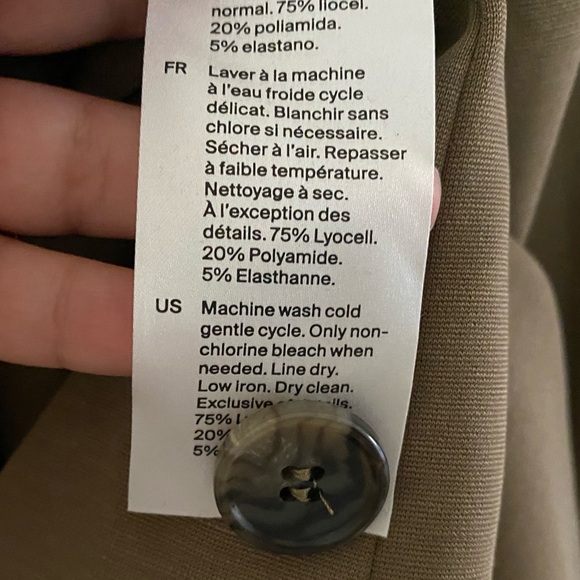 normal. 75% liocel.
20% poliamida.
5% elastano.
FR Laver à la machine
à l'eau froide cycle
délicat. Blanchir sans
chlore si nécessaire.
Sécher à l'air. Repasser
à faible température.
Nettoyage à sec.
À l'exception des
détails. 75% Lyocell.
20% Polyamide.
5% Elasthanne.
US Machine wash cold
gentle cycle. Only non-
chlorine bleach when
needed. Line dry.
Low iron. Dry clean.
Exclusive
75%
20%
5%